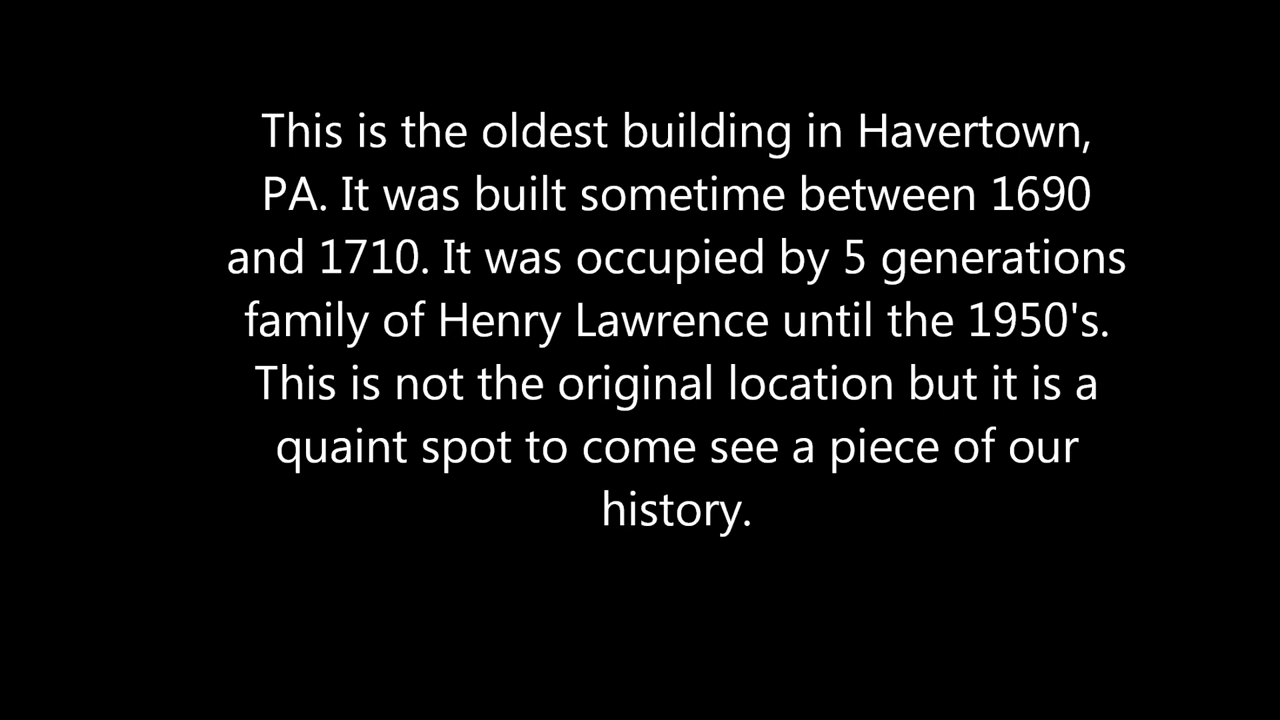 This is the oldest building in Havertown,
PA. It was built sometime between 1690
and 1710. It was occupied by 5 generations
family of Henry Lawrence until the 1950's.
This is not the original location but it is a
quaint spot to come see a piece of our
history.